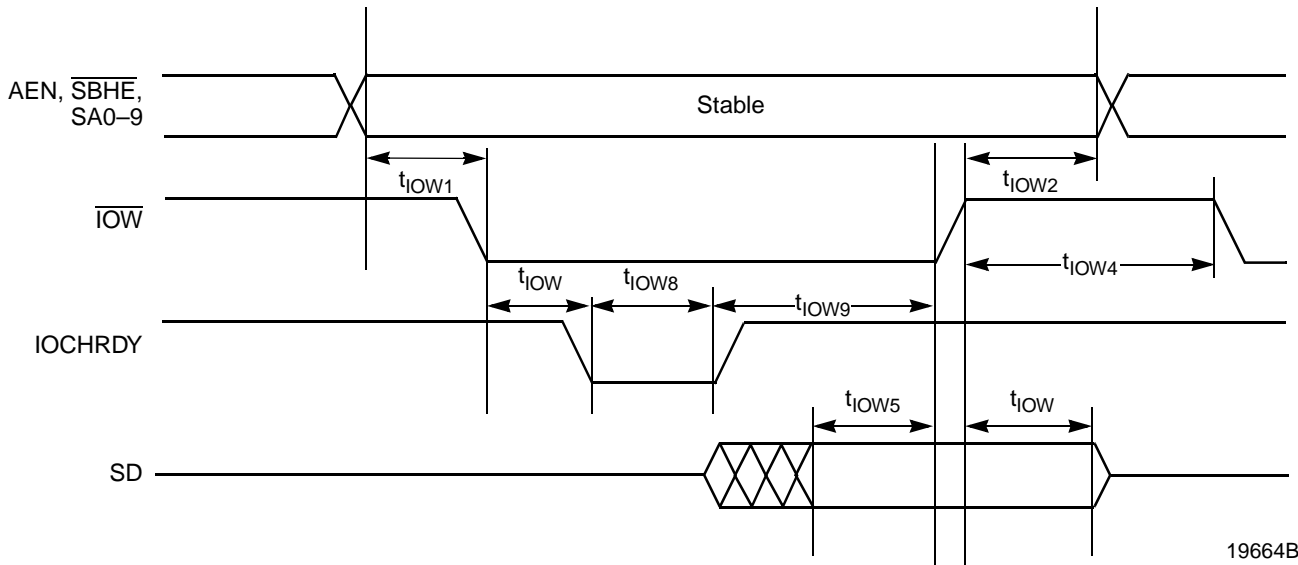 AEN, SBHE,
SA0–9
Stable
tIOW1
tIOW2
IOW
tIOW4
tIOW
tIOW8
tIOW9
IOCHRDY
tIOW5
tIOW
SD
19664B